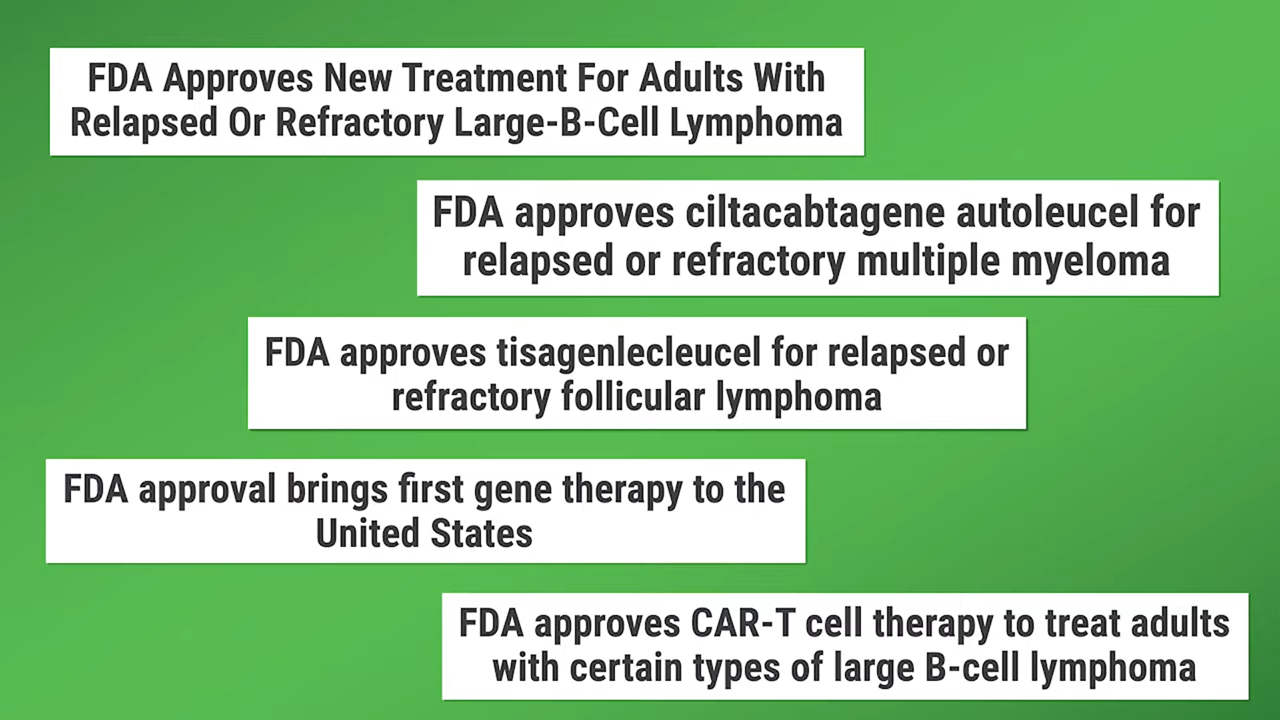 FDA Approves New Treatment For Adults With
Relapsed Or Refractory Large-B-Cell Lymphoma
FDA approves ciltacabtagene autoleucel for
relapsed or refractory multiple myeloma
FDA approves tisagenlecleucel for relapsed or
refractory follicular lymphoma
FDA approval brings first gene therapy to the
United States
FDA approves CAR-T cell therapy to treat adults
with certain types of large B-cell lymphoma